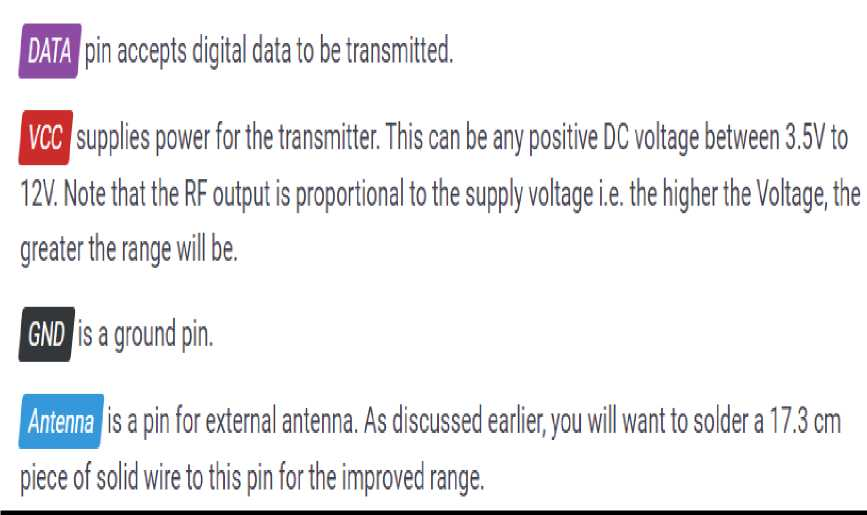 DATA pin accepts digital data to be transmitted.
VCC supplies power for the transmitter. This can be any positive DC voltage between 3.5V to
12V. Note that the RF output is proportional to the supply voltage i.e. the higher the Voltage, the
greater the range will be.
GND is a ground pin.
Antenna is a pin for external antenna. As discussed earlier, you will want to solder a 17.3 cm
piece of solid wire to this pin for the improved range.